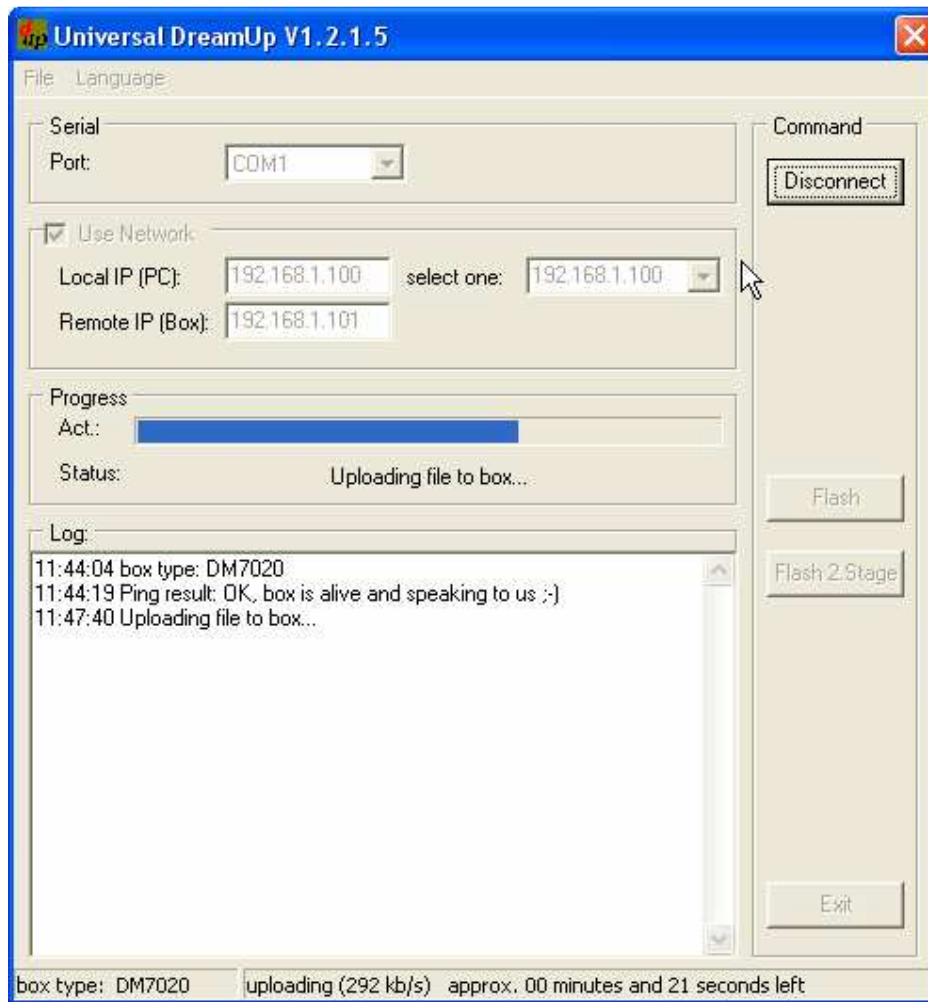 Universal DreamUp V1.2.1.5
File Language
Serial
Port: COM1
Command
Disconnect
Use Network
Local IP (PC): 192.168.1.100 select one: 192.168.1.100
Remote IP (Box): 192.168.1.101
Progress
Act.:
Status: Uploading file to box...
Flash
Log:
11:44:04 box type: DM7020
11:44:19 Ping result: OK, box is alive and speaking to us ;-)
11:47:40 Uploading file to box...
Flash 2.Stage
Exit
box type: DM7020 uploading (292 kb/s) approx. 00 minutes and 21 seconds left